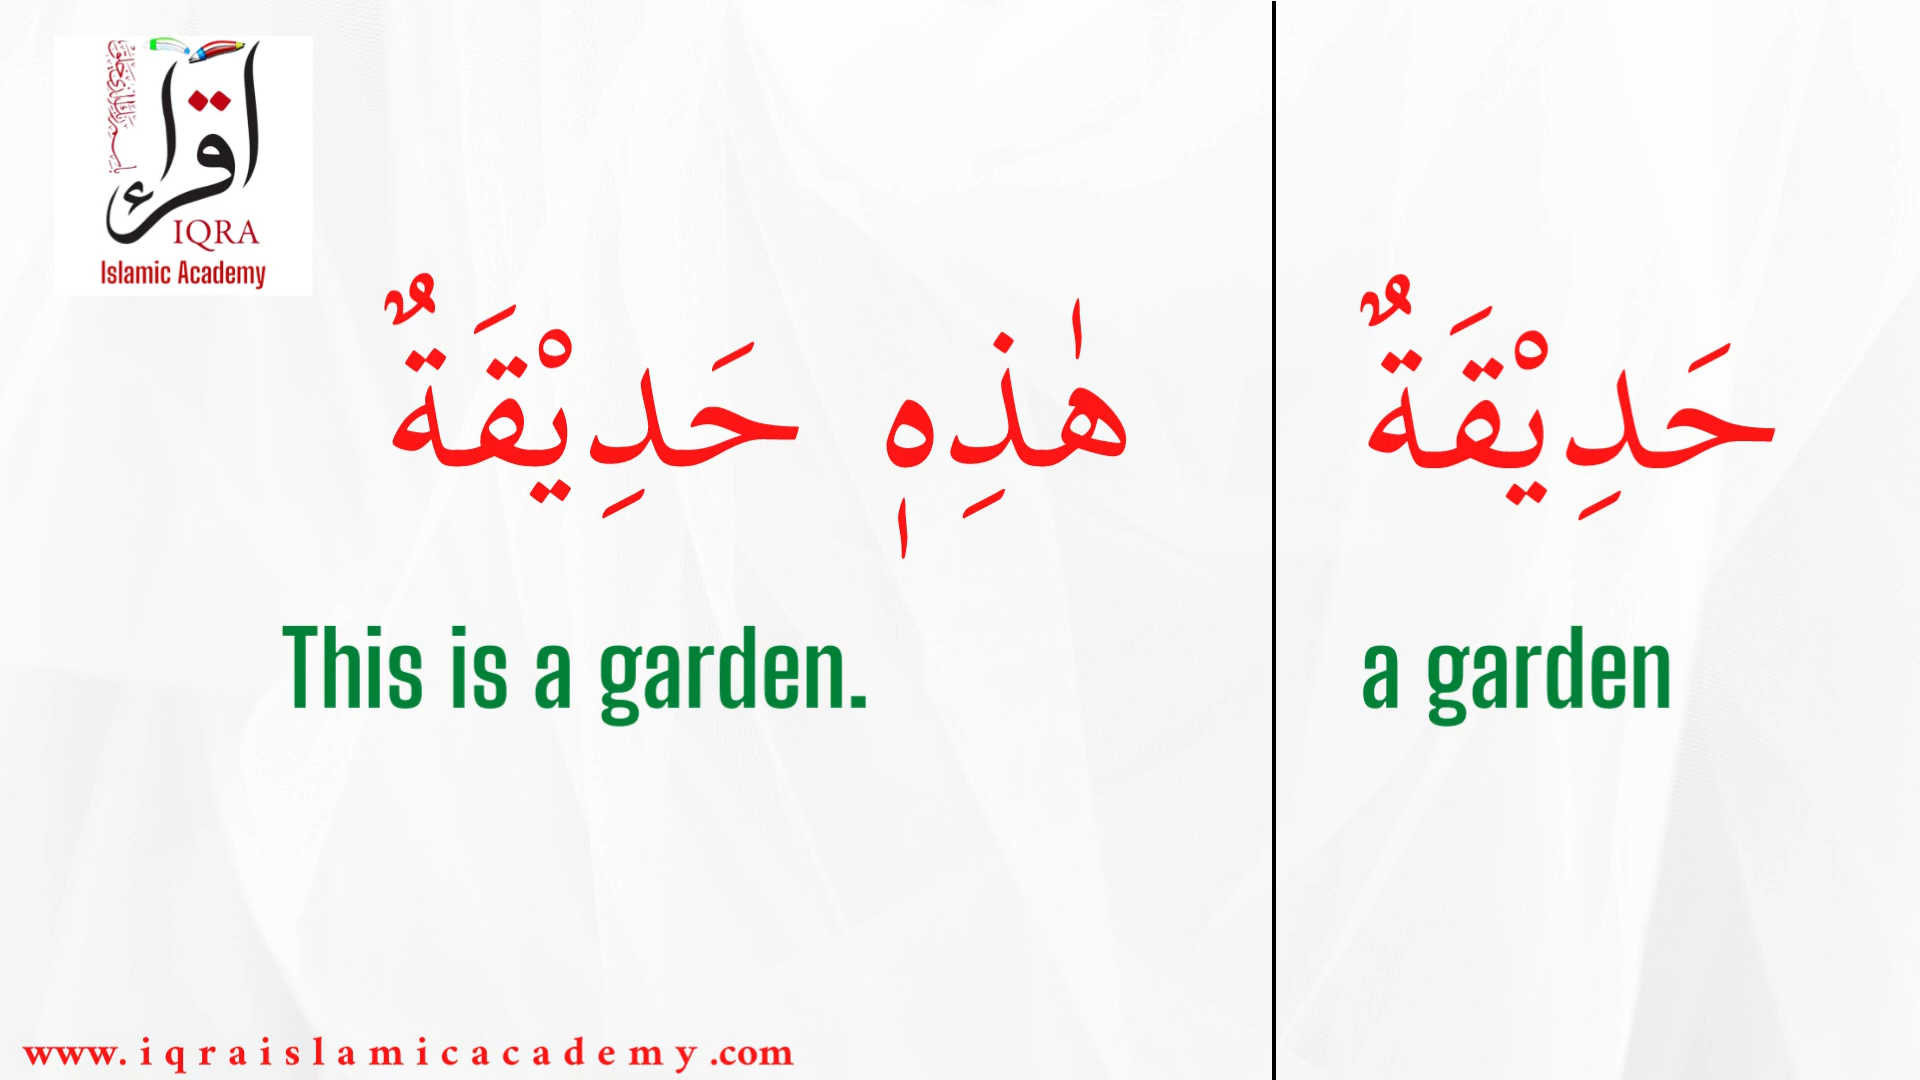 اقرأ
IQRA
Islamic Academy
هٰذِهٖ حَدِيْقَةٌ
This is a garden.
حَدِيْقَةٌ
a garden
www.iqraislamicacademy.com